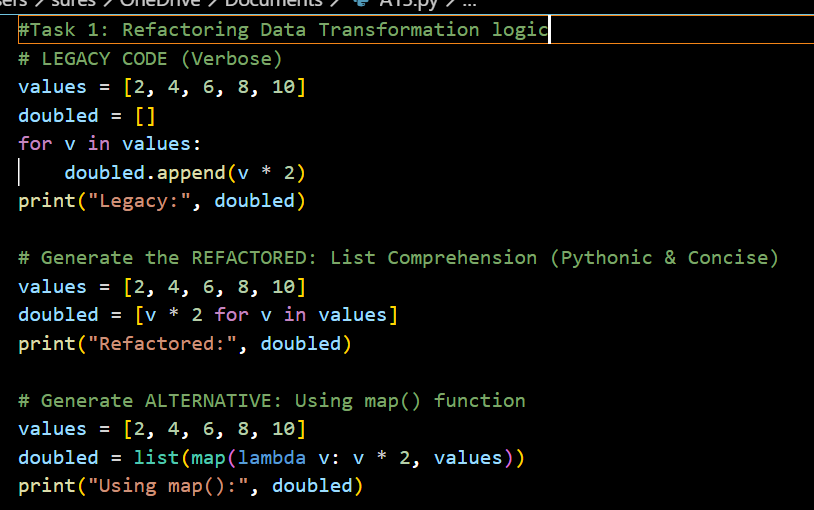 sers > sures > OneDrive > Documents > A15.py > ...
#Task 1: Refactoring Data Transformation logic
# LEGACY CODE (Verbose)
values = [2, 4, 6, 8, 10]
doubled = []
for v in values:
    doubled.append(v * 2)
print("Legacy:", doubled)

# Generate the REFACTORED: List Comprehension (Pythonic & Concise)
values = [2, 4, 6, 8, 10]
doubled = [v * 2 for v in values]
print("Refactored:", doubled)

# Generate ALTERNATIVE: Using map() function
values = [2, 4, 6, 8, 10]
doubled = list(map(lambda v: v * 2, values))
print("Using map():", doubled)